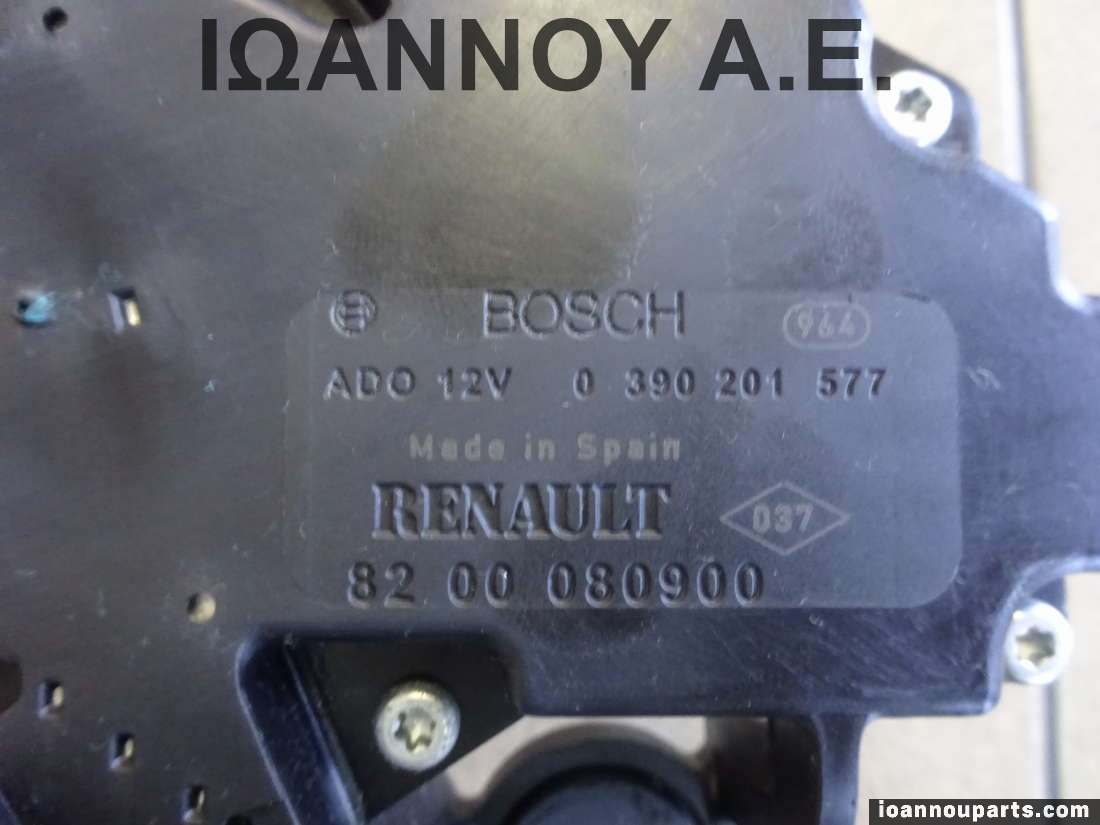 ΙΩΑΝΝΟΥ Α.Ε.
BOSCH 964
ADO 12V 0 390 201 577
Made in Spain
RENAULT 037
82 00 080900
ioannouparts.com